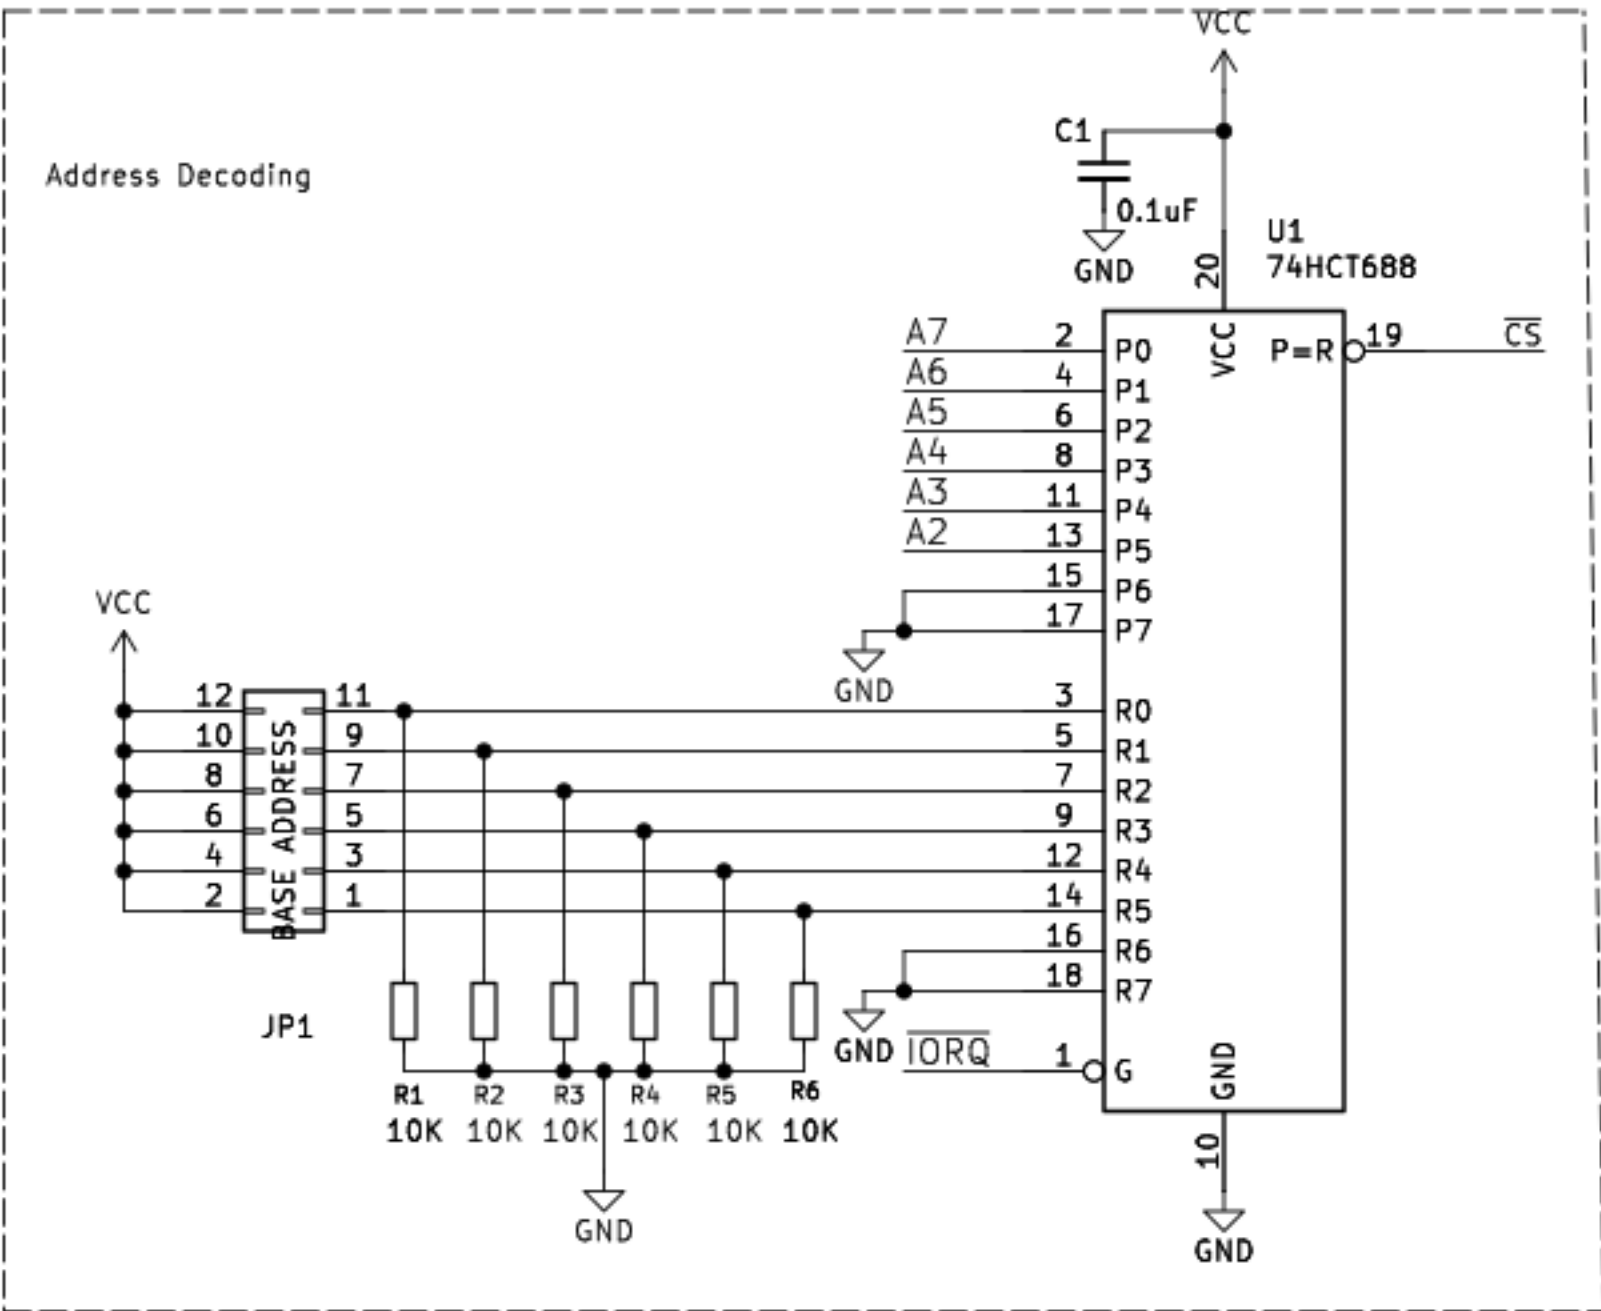 VCC
C1
Address Decoding
0.1uF
U1
GND
20
74HCT688
A7 2 P0 VCC P=R 19 C̅S̅
A6 4 P1
A5 6 P2
A4 8 P3
A3 11 P4
A2 13 P5
15 P6
VCC
17 P7
GND
12 11 3 R0
10 9 5 R1
8 7 7 R2
6 5 9 R3
4 3 12 R4
2 1 14 R5
BASE ADDRESS
16 R6
18 R7
JP1
GND I̅O̅R̅Q̅ 1 G GND
R1 R2 R3 R4 R5 R6
10K 10K 10K 10K 10K 10K
10
GND
GND